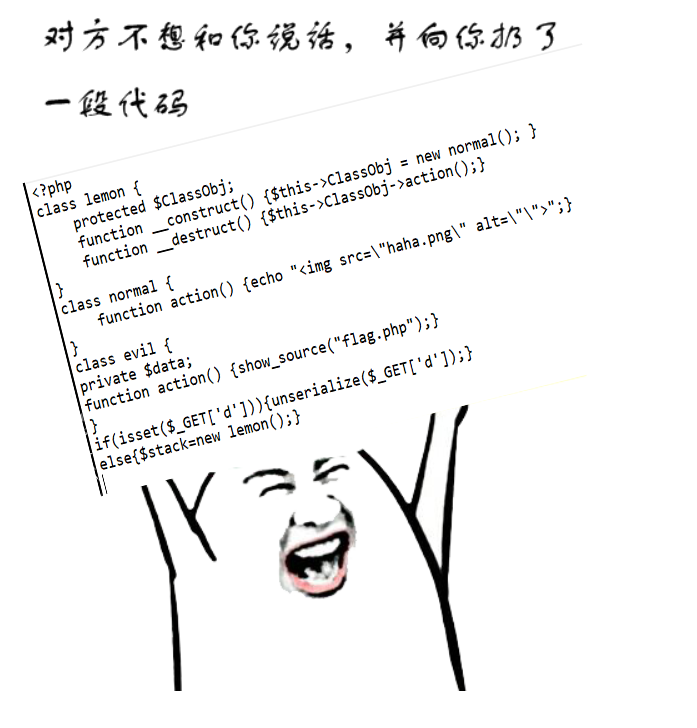 对方不想和你说话，并向你扔了
一段代码
<?php
class lemon {
protected $ClassObj;
function __construct() {$this->ClassObj = new normal(); }
function __destruct() {$this->ClassObj->action();}
}
class normal {
function action() {echo "<img src=\"haha.png\" alt=\"\">";}
}
class evil {
private $data;
function action() {show_source("flag.php");}
}
if(isset($_GET['d'])){unserialize($_GET['d']);}
else{$stack=new lemon();}